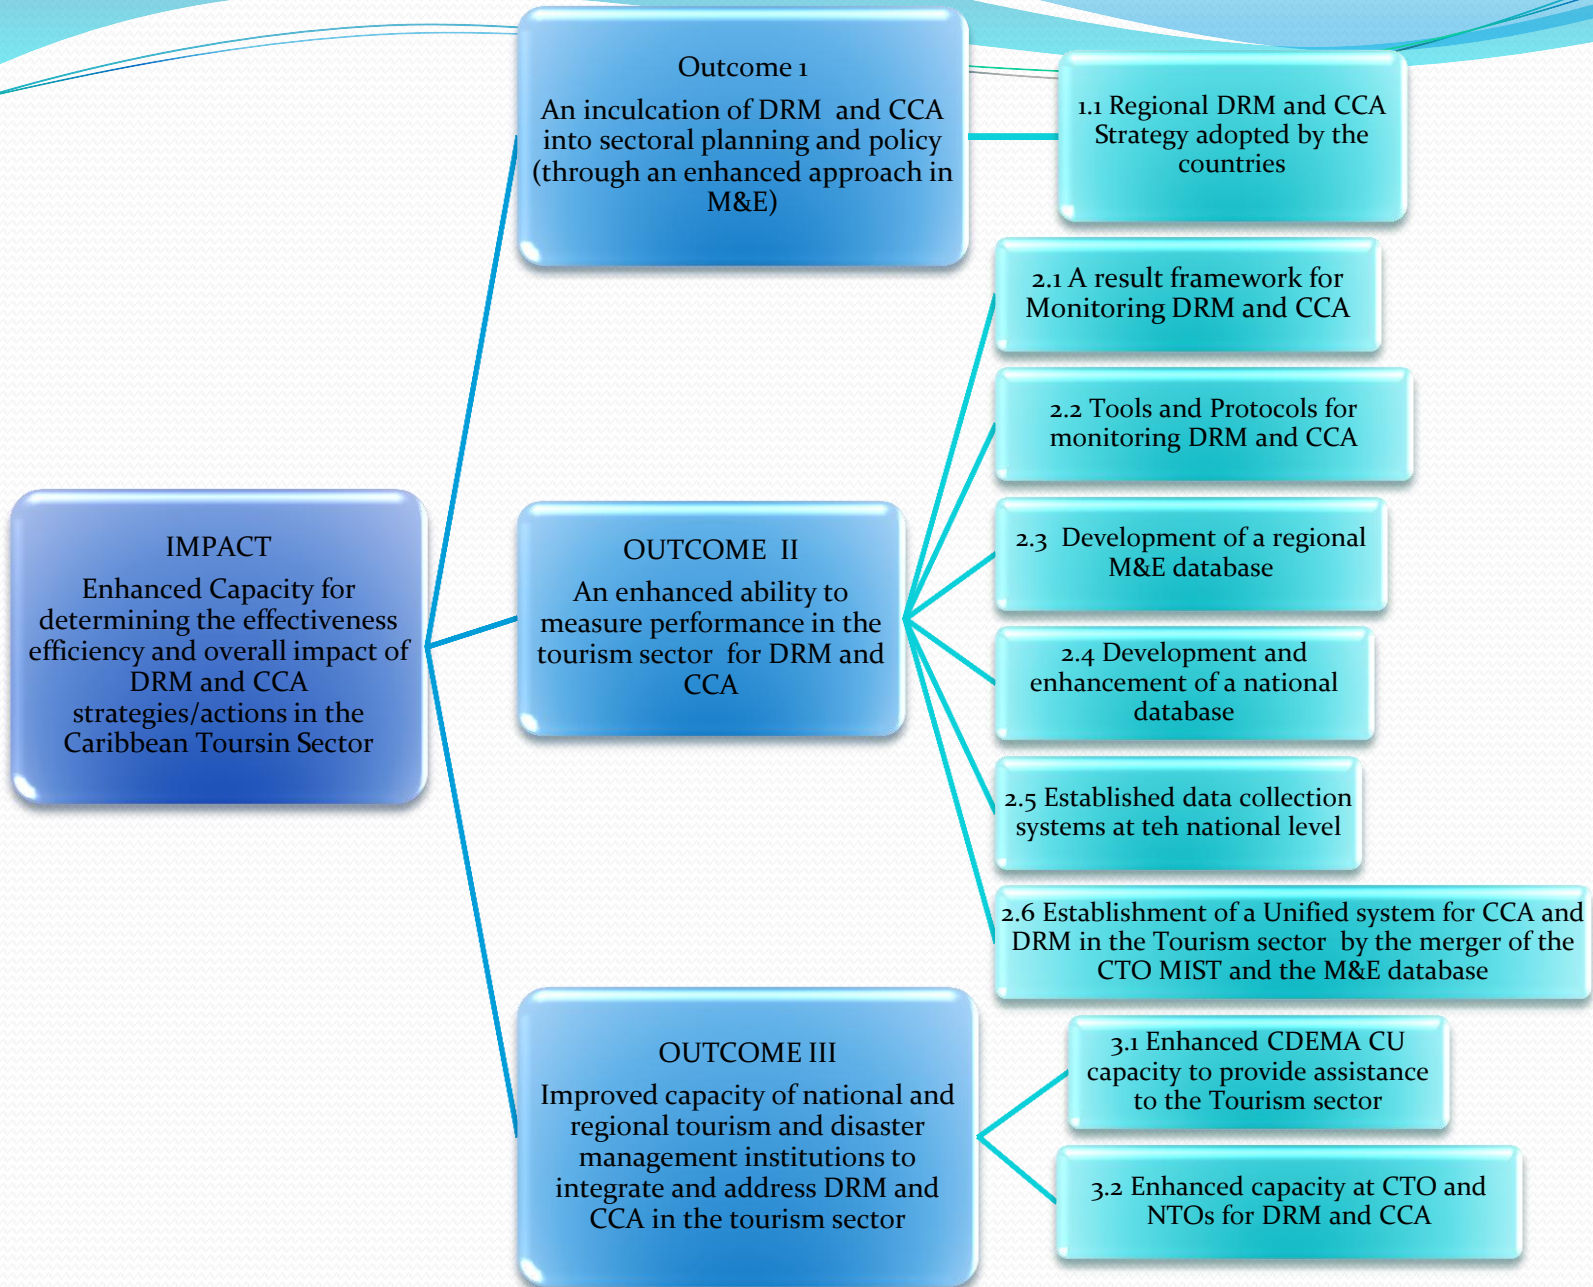 IMPACT
Enhanced Capacity for
determining the effectiveness
efficiency and overall impact of
DRM and CCA
strategies/actions in the
Caribbean Toursin Sector
Outcome 1
An inculcation of DRM and CCA
into sectoral planning and policy
(through an enhanced approach in
M&E)
1.1 Regional DRM and CCA
Strategy adopted by the
countries
OUTCOME II
An enhanced ability to
measure performance in the
tourism sector for DRM and
CCA
2.1 A result framework for
Monitoring DRM and CCA
2.2 Tools and Protocols for
monitoring DRM and CCA
2.3 Development of a regional
M&E database
2.4 Development and
enhancement of a national
database
2.5 Established data collection
systems at teh national level
2.6 Establishment of a Unified system for CCA and
DRM in the Tourism sector by the merger of the
CTO MIST and the M&E database
OUTCOME III
Improved capacity of national and
regional tourism and disaster
management institutions to
integrate and address DRM and
CCA in the tourism sector
3.1 Enhanced CDEMA CU
capacity to provide assistance
to the Tourism sector
3.2 Enhanced capacity at CTO and
NTOs for DRM and CCA